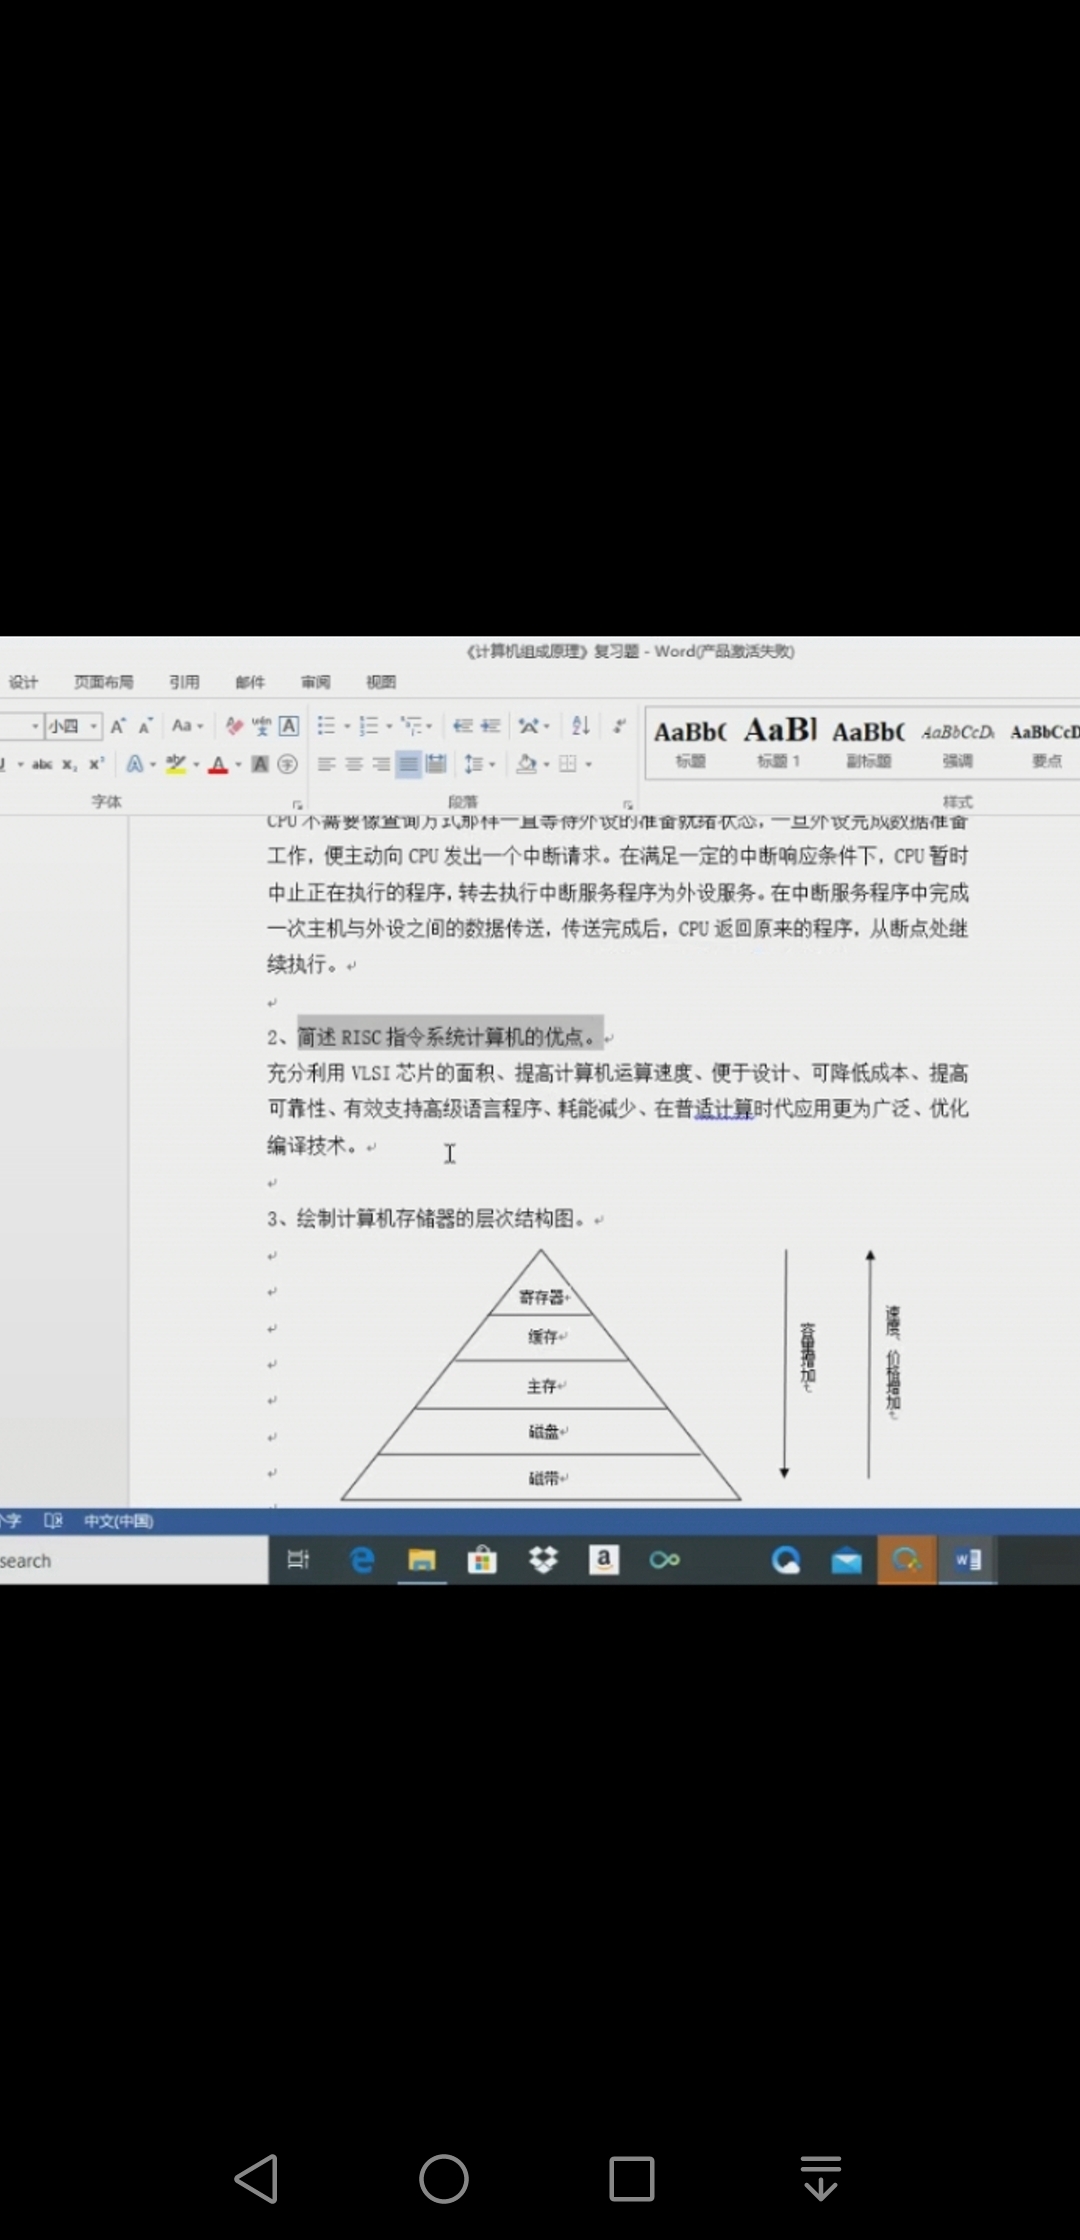 《计算机组成原理》复习题 - Word(产品激活失败)
设计 页面布局 引用 邮件 审阅 视图
小四 A A Aa wén 文 A
abc x₂ x² A aby A A 字
AaBb( AaBl AaBb( AaBbCcDı AaBbCcD
标题 标题 1 副标题 强调 要点
字体 段落 样式
CPU 不需要像查询方式那样一直等待外设的准备就绪状态，一旦外设完成数据准备
工作，便主动向 CPU 发出一个中断请求。在满足一定的中断响应条件下，CPU 暂时
中止正在执行的程序，转去执行中断服务程序为外设服务。在中断服务程序中完成
一次主机与外设之间的数据传送，传送完成后，CPU 返回原来的程序，从断点处继
续执行。
2、简述 RISC 指令系统计算机的优点。
充分利用 VLSI 芯片的面积、提高计算机运算速度、便于设计、可降低成本、提高
可靠性、有效支持高级语言程序、耗能减少、在普适计算时代应用更为广泛、优化
编译技术。
3、绘制计算机存储器的层次结构图。
寄存器
缓存
主存
磁盘
磁带
容量增加
速度、价格增加
个字 中文(中国)
search